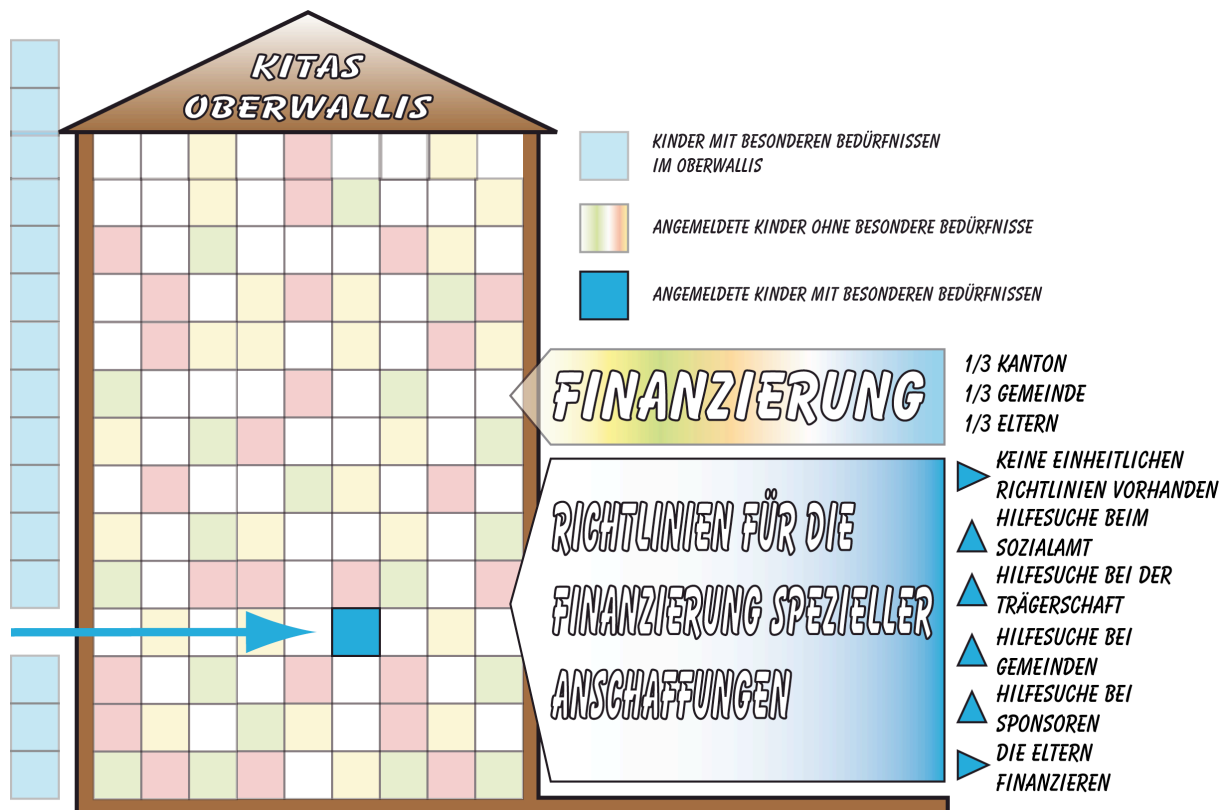 KITAS
OBERWALLIS
KINDER MIT BESONDEREN BEDÜRFNISSEN
IM OBERWALLIS
ANGEMELDETE KINDER OHNE BESONDERE BEDÜRFNISSE
ANGEMELDETE KINDER MIT BESONDEREN BEDÜRFNISSEN
FINANZIERUNG
1/3 KANTON
1/3 GEMEINDE
1/3 ELTERN
RICHTLINIEN FÜR DIE
FINANZIERUNG SPEZIELLER
ANSCHAFFUNGEN
KEINE EINHEITLICHEN
RICHTLINIEN VORHANDEN
HILFESUCHE BEIM
SOZIALAMT
HILFESUCHE BEI DER
TRÄGERSCHAFT
HILFESUCHE BEI
GEMEINDEN
HILFESUCHE BEI
SPONSOREN
DIE ELTERN
FINANZIEREN